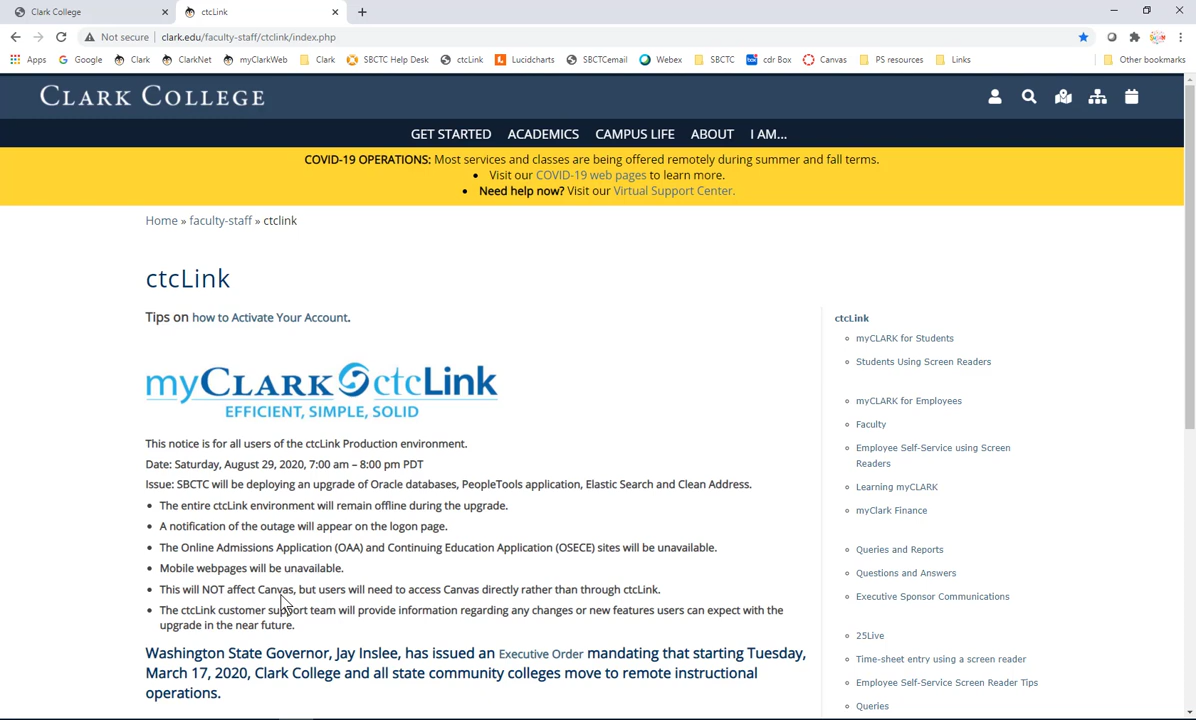 Clark College
ctcLink
Not secure | clark.edu/faculty-staff/ctclink/index.php
Apps Google Clark ClarkNet myClarkWeb Clark SBCTC Help Desk ctcLink Lucidcharts SBCTCemail Webex SBCTC cdr Box Canvas PS resources Links Other bookmarks
CLARK COLLEGE
GET STARTED ACADEMICS CAMPUS LIFE ABOUT I AM...
COVID-19 OPERATIONS: Most services and classes are being offered remotely during summer and fall terms.
• Visit our COVID-19 web pages to learn more.
• Need help now? Visit our Virtual Support Center.
Home » faculty-staff » ctclink
ctcLink
Tips on how to Activate Your Account.
myCLARK ctcLink
EFFICIENT, SIMPLE, SOLID
This notice is for all users of the ctcLink Production environment.
Date: Saturday, August 29, 2020, 7:00 am – 8:00 pm PDT
Issue: SBCTC will be deploying an upgrade of Oracle databases, PeopleTools application, Elastic Search and Clean Address.
• The entire ctcLink environment will remain offline during the upgrade.
• A notification of the outage will appear on the logon page.
• The Online Admissions Application (OAA) and Continuing Education Application (OSECE) sites will be unavailable.
• Mobile webpages will be unavailable.
• This will NOT affect Canvas, but users will need to access Canvas directly rather than through ctcLink.
• The ctcLink customer support team will provide information regarding any changes or new features users can expect with the
upgrade in the near future.
Washington State Governor, Jay Inslee, has issued an Executive Order mandating that starting Tuesday,
March 17, 2020, Clark College and all state community colleges move to remote instructional
operations.
ctcLink
myCLARK for Students
Students Using Screen Readers
myCLARK for Employees
Faculty
Employee Self-Service using Screen
Readers
Learning myCLARK
myClark Finance
Queries and Reports
Questions and Answers
Executive Sponsor Communications
25Live
Time-sheet entry using a screen reader
Employee Self-Service Screen Reader Tips
Queries